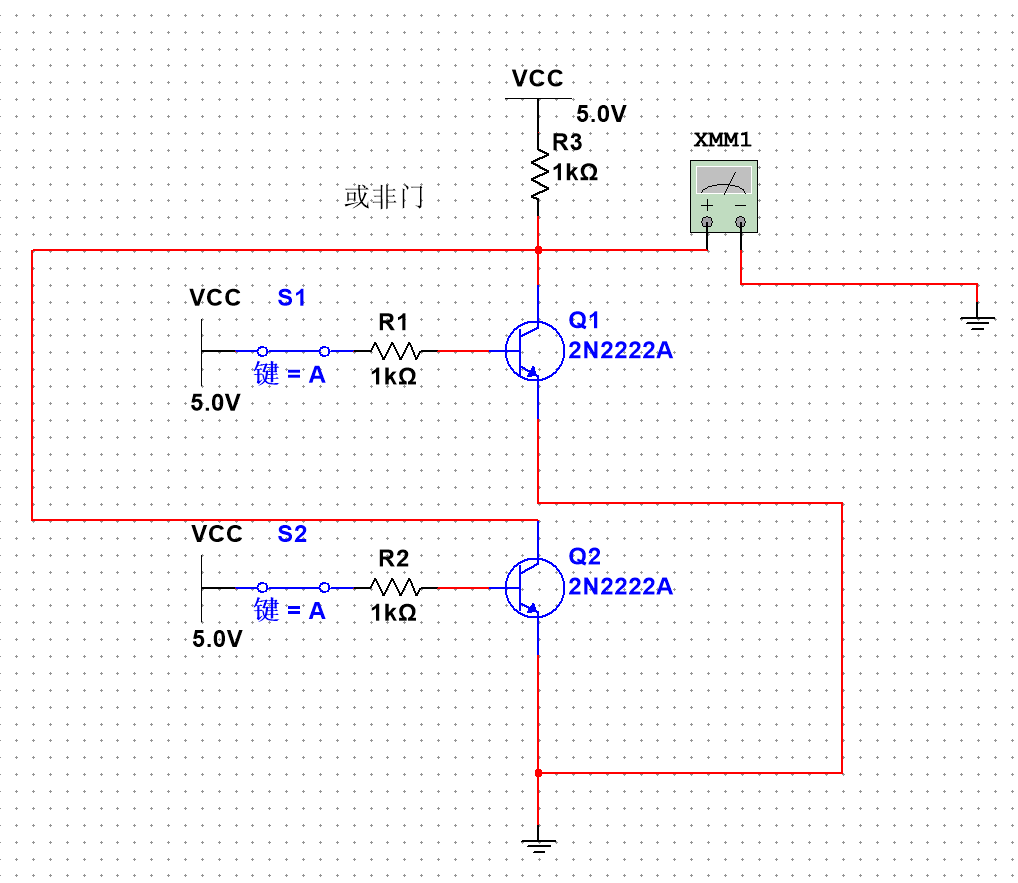 VCC
5.0V
R3
1kΩ
XMM1
+ −
或非门
VCC
S1
R1
键 = A
1kΩ
5.0V
Q1
2N2222A
VCC
S2
R2
键 = A
1kΩ
5.0V
Q2
2N2222A